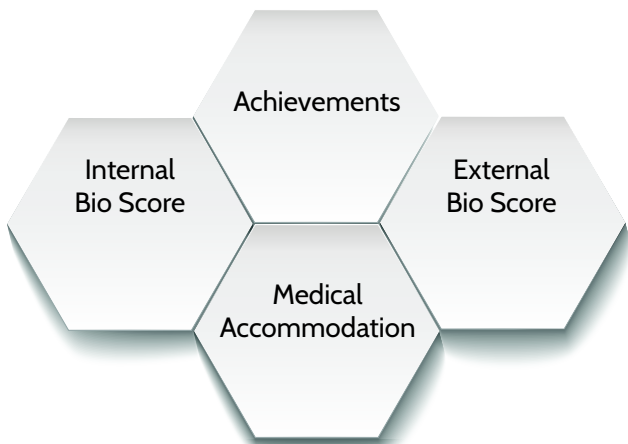 Achievements
Internal
Bio Score
External
Bio Score
Medical
Accommodation